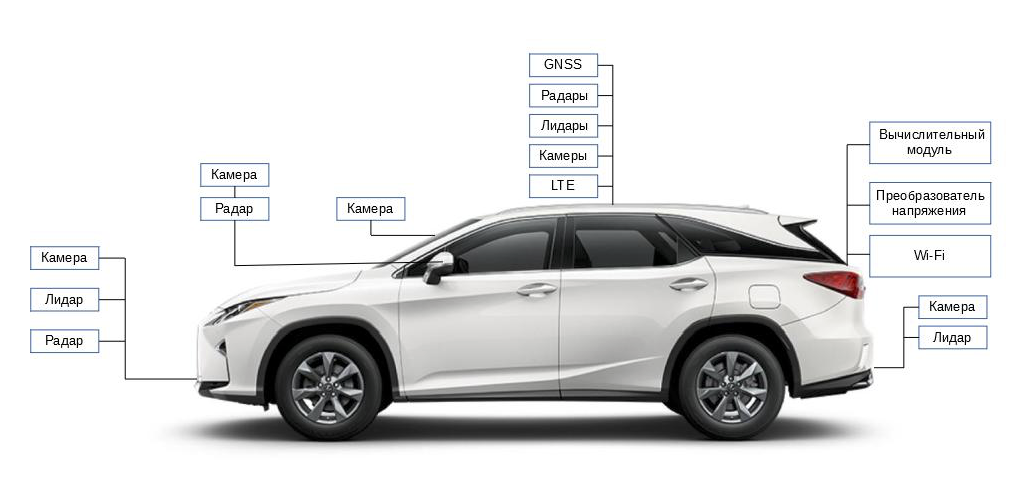 GNSS
Радары
Лидары
Камеры
LTE
Вычислительный
модуль
Преобразователь
напряжения
Wi-Fi
Камера
Радар
Камера
Камера
Лидар
Радар
Камера
Лидар